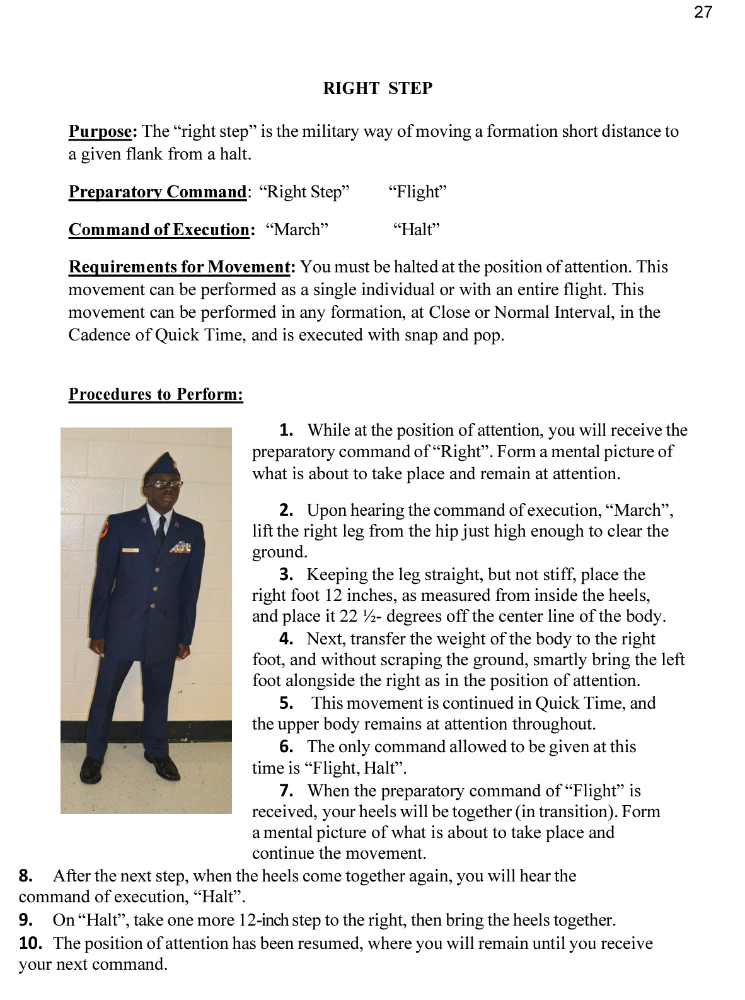 27
RIGHT STEP
Purpose: The “right step” is the military way of moving a formation short distance to
a given flank from a halt.
Preparatory Command: “Right Step” “Flight”
Command of Execution: “March” “Halt”
Requirements for Movement: You must be halted at the position of attention. This
movement can be performed as a single individual or with an entire flight. This
movement can be performed in any formation, at Close or Normal Interval, in the
Cadence of Quick Time, and is executed with snap and pop.
Procedures to Perform:
1. While at the position of attention, you will receive the
preparatory command of “Right”. Form a mental picture of
what is about to take place and remain at attention.
2. Upon hearing the command of execution, “March”,
lift the right leg from the hip just high enough to clear the
ground.
3. Keeping the leg straight, but not stiff, place the
right foot 12 inches, as measured from inside the heels,
and place it 22 ½- degrees off the center line of the body.
4. Next, transfer the weight of the body to the right
foot, and without scraping the ground, smartly bring the left
foot alongside the right as in the position of attention.
5. This movement is continued in Quick Time, and
the upper body remains at attention throughout.
6. The only command allowed to be given at this
time is “Flight, Halt”.
7. When the preparatory command of “Flight” is
received, your heels will be together (in transition). Form
a mental picture of what is about to take place and
continue the movement.
8. After the next step, when the heels come together again, you will hear the
command of execution, “Halt”.
9. On “Halt”, take one more 12-inch step to the right, then bring the heels together.
10. The position of attention has been resumed, where you will remain until you receive
your next command.